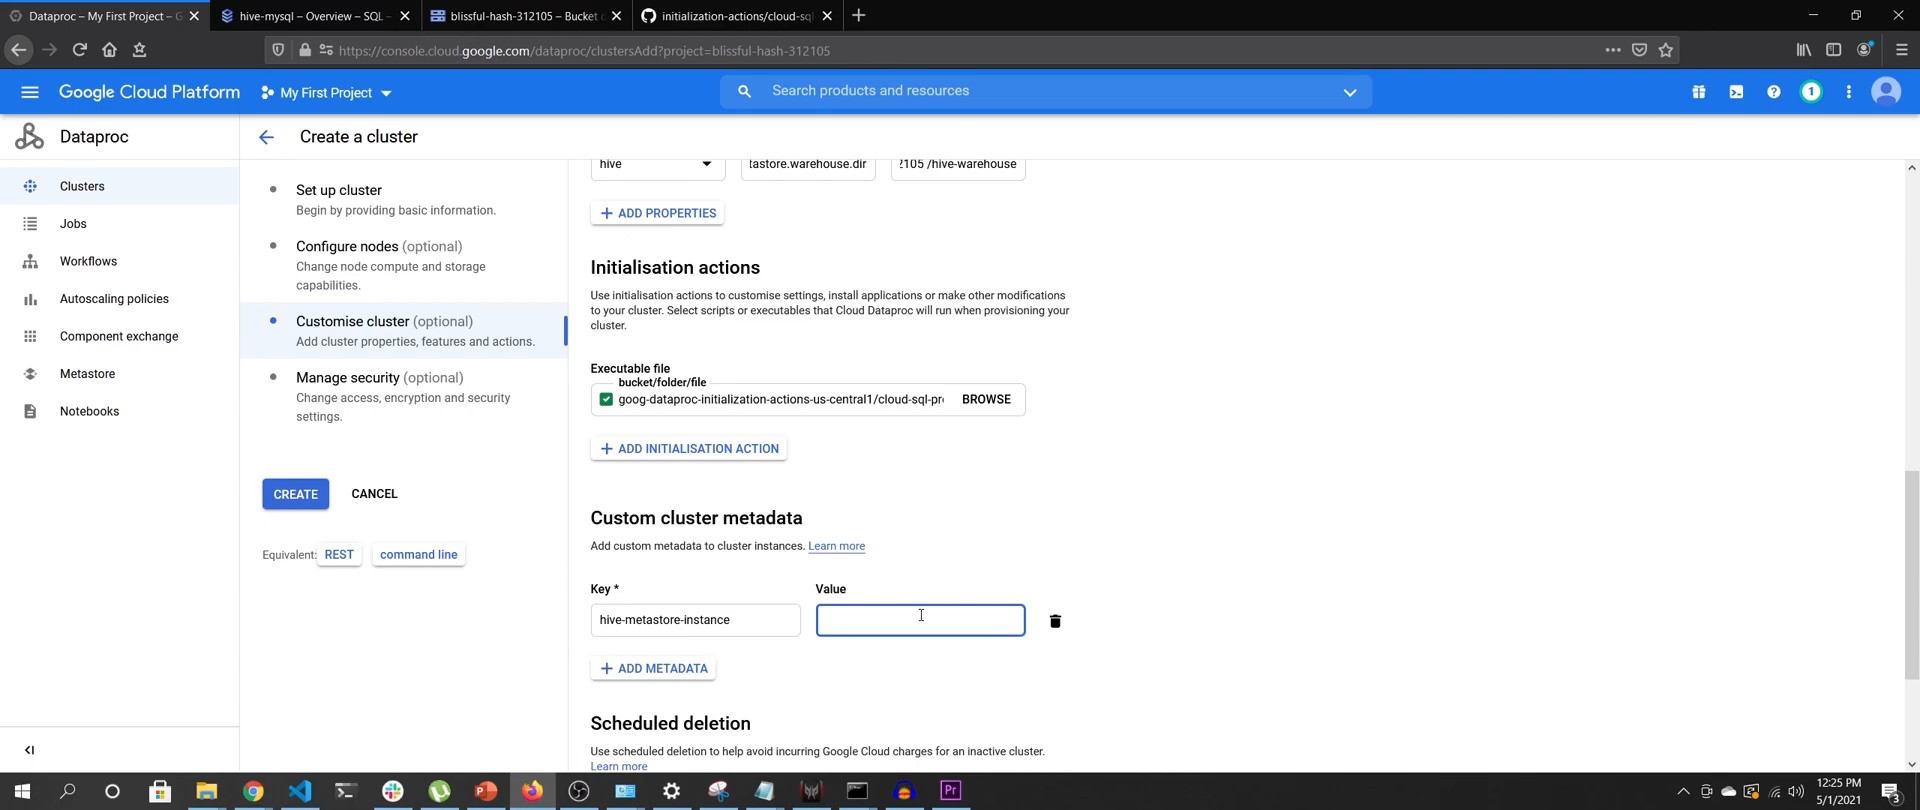 Dataproc – My First Project – G
hive-mysql – Overview – SQL –
blissful-hash-312105 – Bucket d
initialization-actions/cloud-sql
https://console.cloud.google.com/dataproc/clustersAdd?project=blissful-hash-312105
Google Cloud Platform
My First Project
Search products and resources
1
Dataproc
Create a cluster
Clusters
Jobs
Workflows
Autoscaling policies
Component exchange
Metastore
Notebooks
Set up cluster
Begin by providing basic information.
Configure nodes (optional)
Change node compute and storage
capabilities.
Customise cluster (optional)
Add cluster properties, features and actions.
Manage security (optional)
Change access, encryption and security
settings.
CREATE
CANCEL
Equivalent: REST command line
hive
tastore.warehouse.dir
2105 /hive-warehouse
+ ADD PROPERTIES
Initialisation actions
Use initialisation actions to customise settings, install applications or make other modifications
to your cluster. Select scripts or executables that Cloud Dataproc will run when provisioning your
cluster.
Executable file
bucket/folder/file
goog-dataproc-initialization-actions-us-central1/cloud-sql-pr
BROWSE
+ ADD INITIALISATION ACTION
Custom cluster metadata
Add custom metadata to cluster instances. Learn more
Key *
Value
hive-metastore-instance
+ ADD METADATA
Scheduled deletion
Use scheduled deletion to help avoid incurring Google Cloud charges for an inactive cluster.
Learn more
Pr
12:25 PM
5/1/2021
3